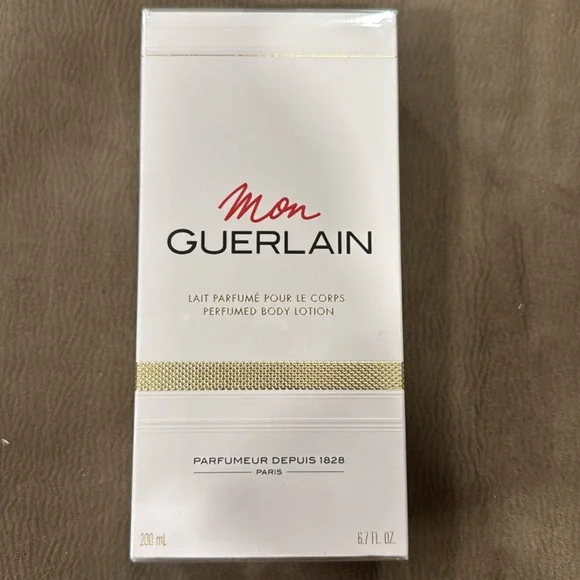 Mon
GUERLAIN
LAIT PARFUMÉ POUR LE CORPS
PERFUMED BODY LOTION
PARFUMEUR DEPUIS 1828
PARIS
200 mL 6.7 FL. OZ.